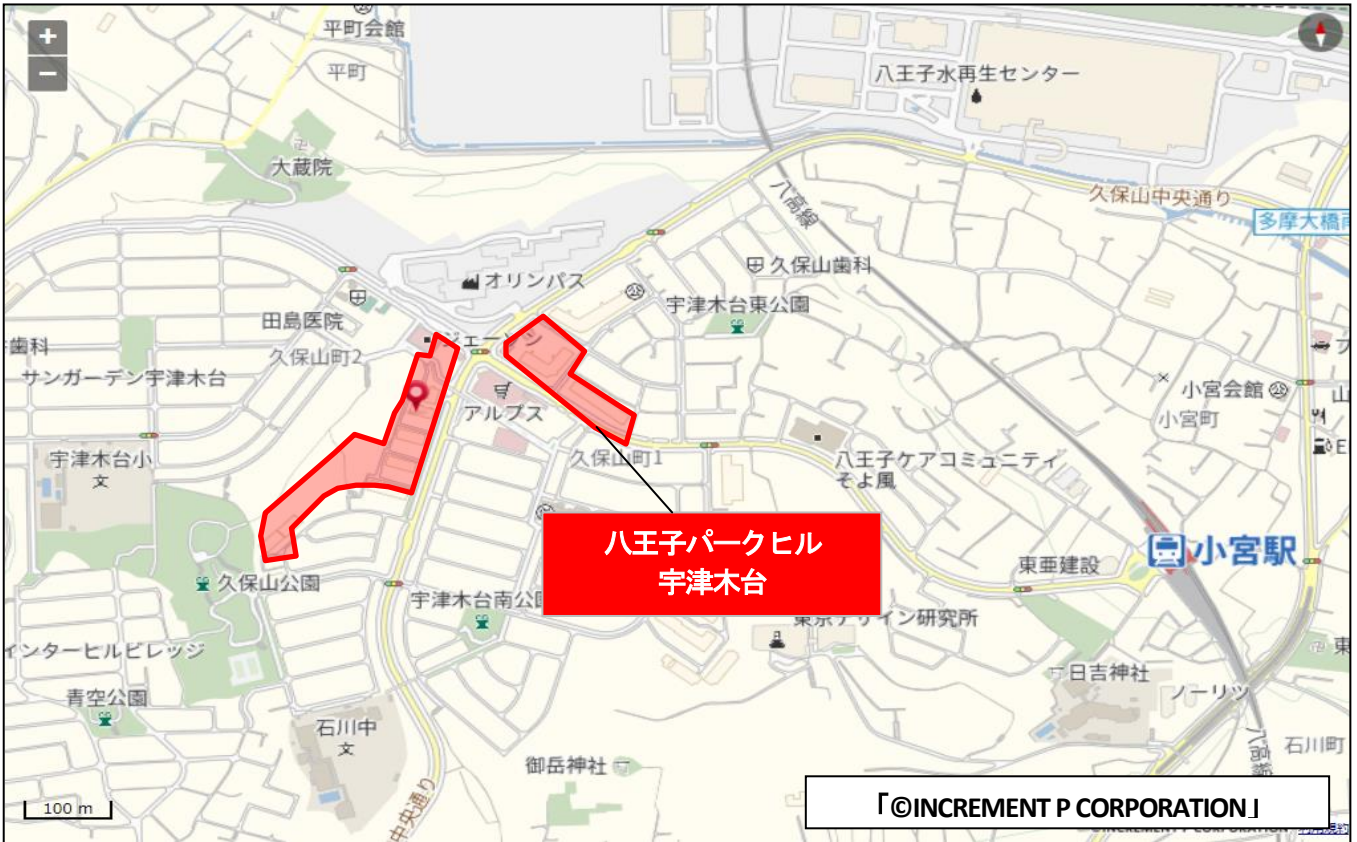 +
−
平町会館
平町
八王子水再生センター
大蔵院
八高線
久保山中央通り
多摩大橋
オリンパス
久保山歯科
宇津木台東公園
田島医院
久保山町2
歯科
サンガーデン宇津木台
アルプス
小宮会館
小宮町
山
宇津木台小
文
久保山町1
八王子ケアコミュニティ
そよ風
八王子パークヒル
宇津木台
小宮駅
東亜建設
久保山公園
宇津木台南公
東京デザイン研究所
インターヒルビレッジ
東
日吉神社
ノーリツ
青空公園
石川中
文
石川町
八高線
御岳神社
中央通り
100 m
「©INCREMENT P CORPORATION」